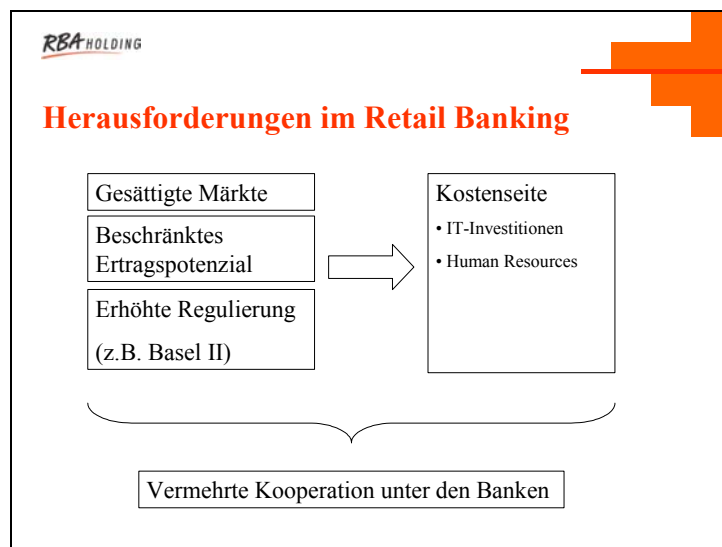 RBA HOLDING
Herausforderungen im Retail Banking
Gesättigte Märkte
Beschränktes
Ertragspotenzial
Erhöhte Regulierung
(z.B. Basel II)
Kostenseite
• IT-Investitionen
• Human Resources
Vermehrte Kooperation unter den Banken